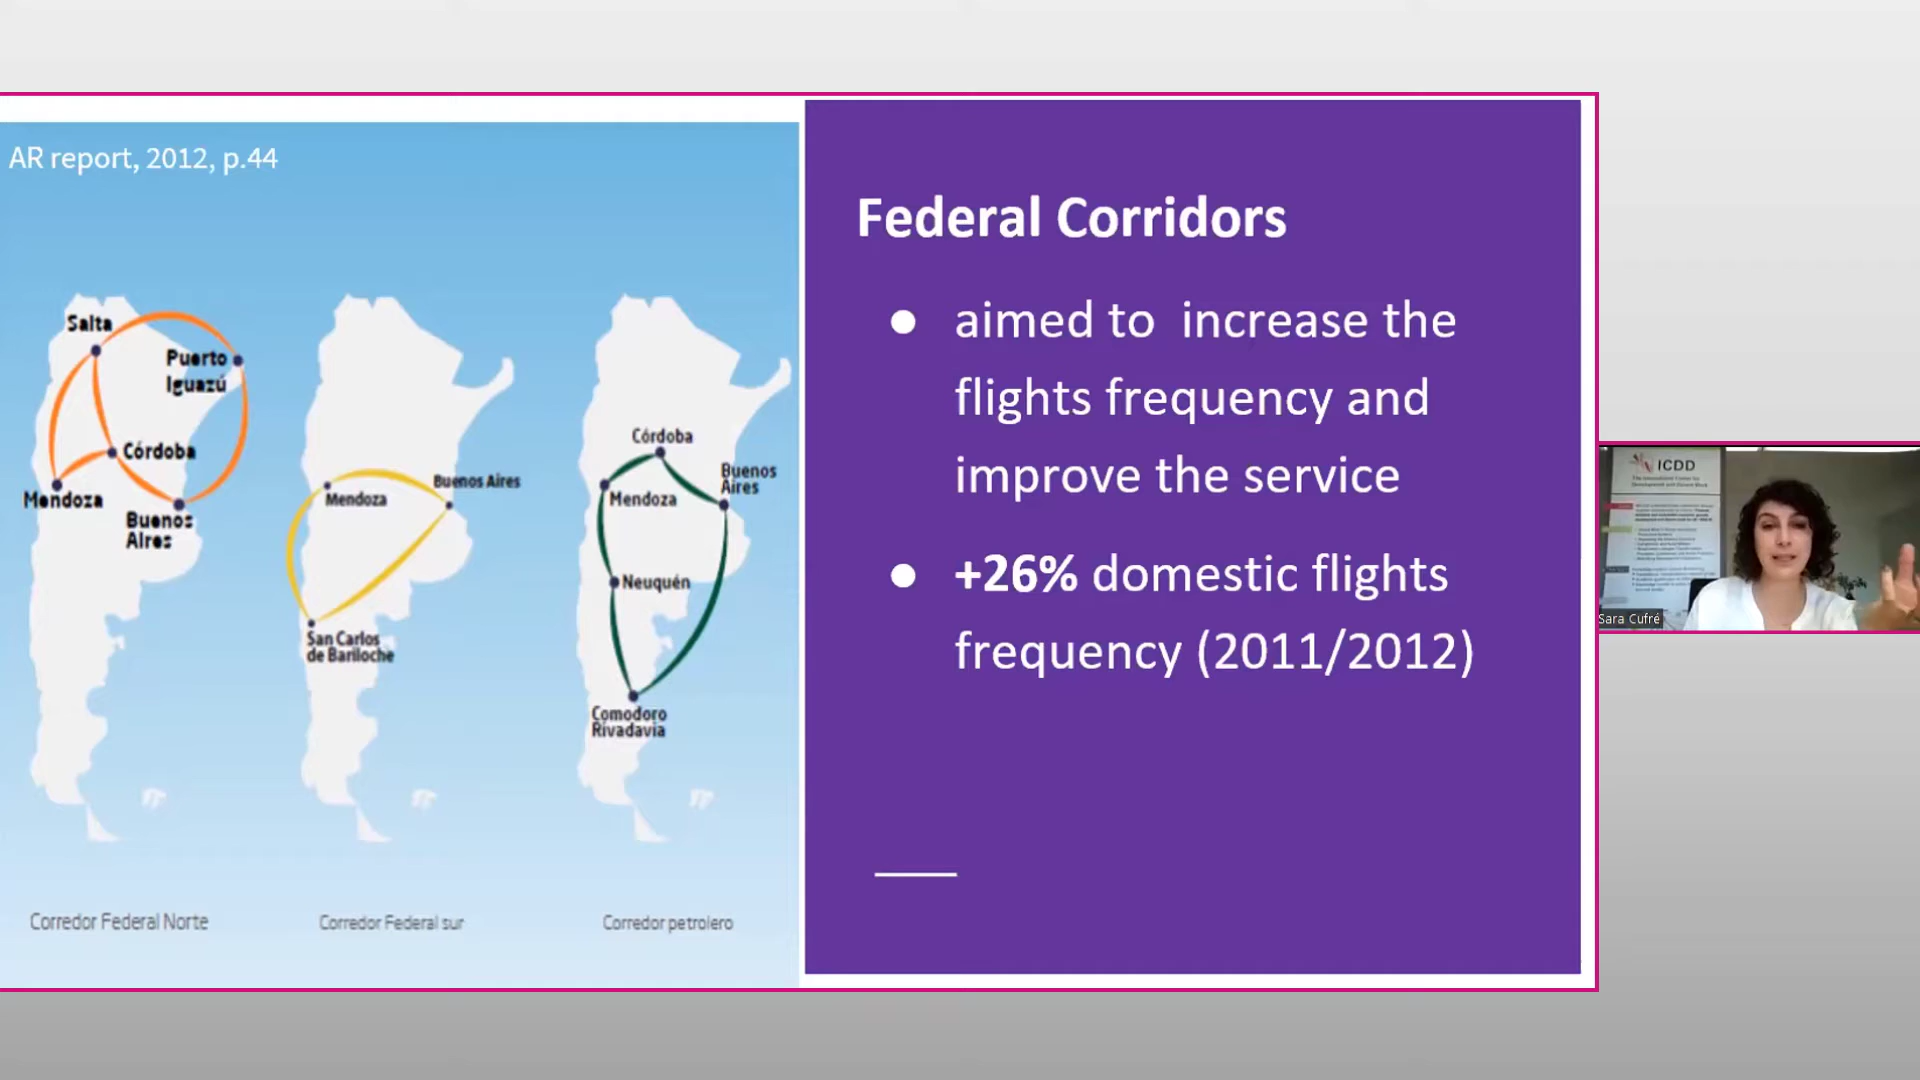 AR report, 2012, p.44
Salta
Puerto
Iguazú
Córdoba
Mendoza
Buenos
Aires
Corredor Federal Norte
Buenos Aires
Mendoza
San Carlos
de Bariloche
Corredor Federal sur
Córdoba
Buenos
Aires
Mendoza
Neuquén
Comodoro
Rivadavia
Corredor petrolero
Federal Corridors
● aimed to increase the
flights frequency and
improve the service
● +26% domestic flights
frequency (2011/2012)
ICDD
Sara Cufré